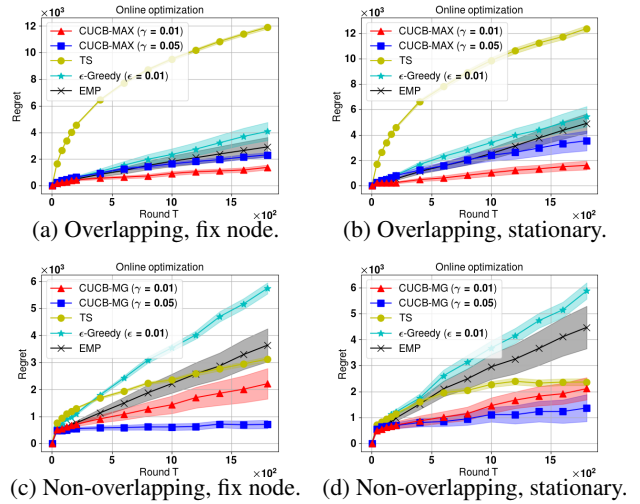 ×10³
Online optimization
12
10
8
6
4
2
0
Regret
CUCB-MAX (γ = 0.01)
CUCB-MAX (γ = 0.05)
TS
ϵ-Greedy (ϵ = 0.01)
EMP
0
5
10
15
Round T
×10²
(a) Overlapping, fix node.
×10³
Online optimization
12
10
8
6
4
2
0
Regret
CUCB-MAX (γ = 0.01)
CUCB-MAX (γ = 0.05)
TS
ϵ-Greedy (ϵ = 0.01)
EMP
0
5
10
15
Round T
×10²
(b) Overlapping, stationary.
×10³
Online optimization
6
5
4
3
2
1
0
Regret
CUCB-MG (γ = 0.01)
CUCB-MG (γ = 0.05)
TS
ϵ-Greedy (ϵ = 0.01)
EMP
0
5
10
15
Round T
×10²
(c) Non-overlapping, fix node.
×10³
Online optimization
6
5
4
3
2
1
0
Regret
CUCB-MG (γ = 0.01)
CUCB-MG (γ = 0.05)
TS
ϵ-Greedy (ϵ = 0.01)
EMP
0
5
10
15
Round T
×10²
(d) Non-overlapping, stationary.